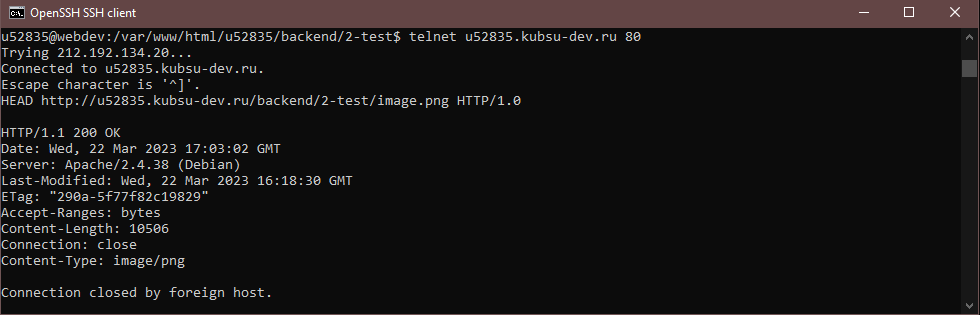 OpenSSH SSH client
u52835@webdev:/var/www/html/u52835/backend/2-test$ telnet u52835.kubsu-dev.ru 80
Trying 212.192.134.20...
Connected to u52835.kubsu-dev.ru.
Escape character is '^]'.
HEAD http://u52835.kubsu-dev.ru/backend/2-test/image.png HTTP/1.0

HTTP/1.1 200 OK
Date: Wed, 22 Mar 2023 17:03:02 GMT
Server: Apache/2.4.38 (Debian)
Last-Modified: Wed, 22 Mar 2023 16:18:30 GMT
ETag: "290a-5f77f82c19829"
Accept-Ranges: bytes
Content-Length: 10506
Connection: close
Content-Type: image/png

Connection closed by foreign host.